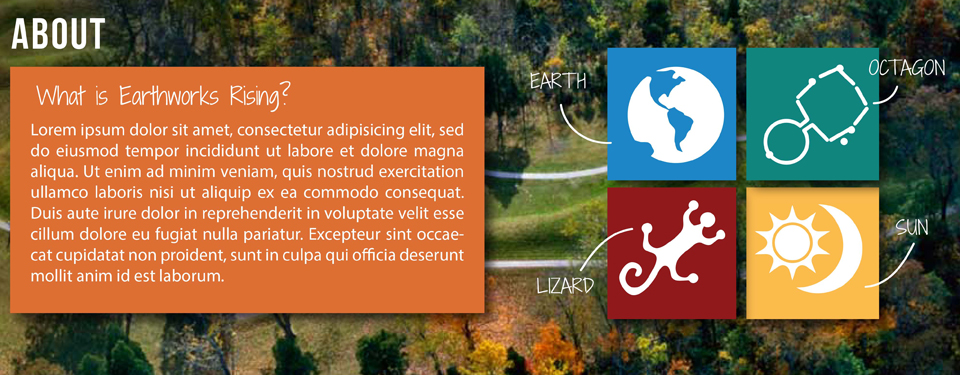 ABOUT
What is Earthworks Rising?
Lorem ipsum dolor sit amet, consectetur adipisicing elit, sed
do eiusmod tempor incididunt ut labore et dolore magna
aliqua. Ut enim ad minim veniam, quis nostrud exercitation
ullamco laboris nisi ut aliquip ex ea commodo consequat.
Duis aute irure dolor in reprehenderit in voluptate velit esse
cillum dolore eu fugiat nulla pariatur. Excepteur sint occae-
cat cupidatat non proident, sunt in culpa qui officia deserunt
mollit anim id est laborum.
EARTH
OCTAGON
LIZARD
SUN